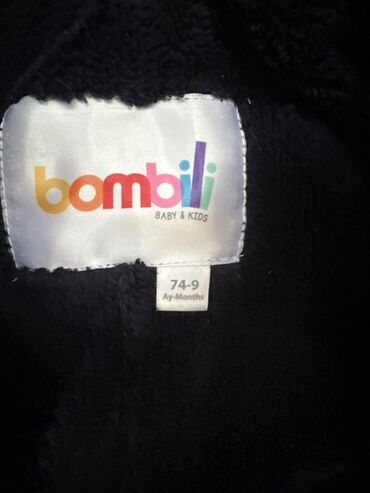 bombili
BABY & KIDS
74-9
Ay-Months